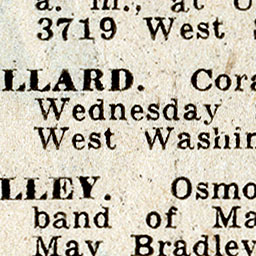 a. m., at
3719 West
LLARD. Cora
Wednesday
West Washin
LLEY. Osmo
band of Ma
May Bradley